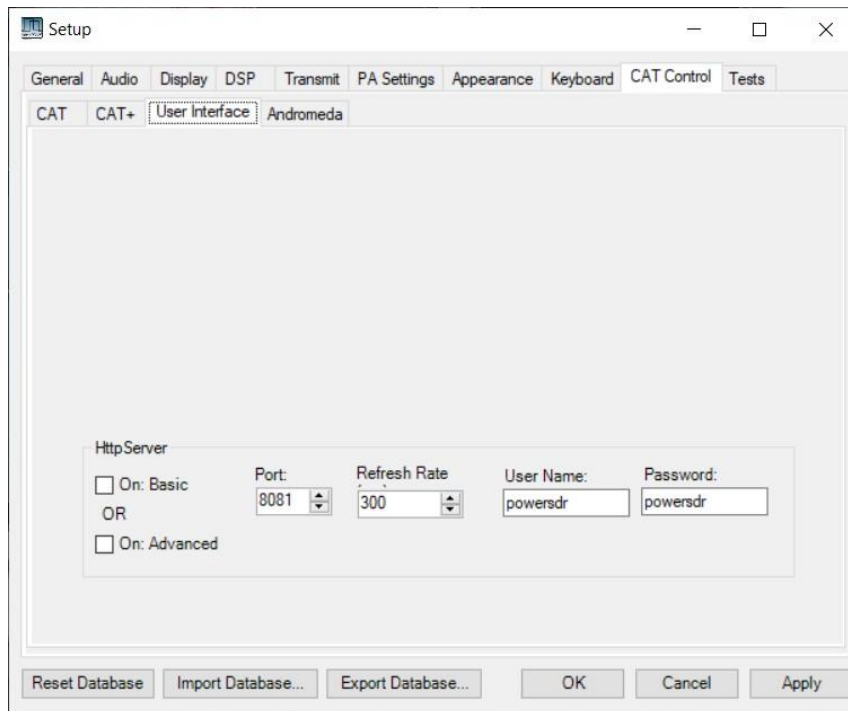 Setup
General Audio Display DSP Transmit PA Settings Appearance Keyboard CAT Control Tests
CAT CAT+ User Interface Andromeda
HttpServer
Port: Refresh Rate User Name: Password:
On: Basic 8081 300 powersdr powersdr
OR
On: Advanced
Reset Database Import Database... Export Database... OK Cancel Apply